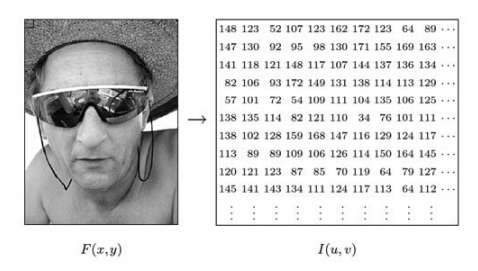 148 123 52 107 123 162 172 123 64 89 ⋯
147 130 92 95 98 130 171 155 169 163 ⋯
141 118 121 148 117 107 144 137 136 134 ⋯
82 106 93 172 149 131 138 114 113 129 ⋯
57 101 72 54 109 111 104 135 106 125 ⋯
138 135 114 82 121 110 34 76 101 111 ⋯
138 102 128 159 168 147 116 129 124 117 ⋯
113 89 89 109 106 126 114 150 164 145 ⋯
120 121 123 87 85 70 119 64 79 127 ⋯
145 141 143 134 111 124 117 113 64 112 ⋯
⋮ ⋮ ⋮ ⋮ ⋮ ⋮ ⋮ ⋮ ⋮ ⋮
F(x, y)
I(u, v)